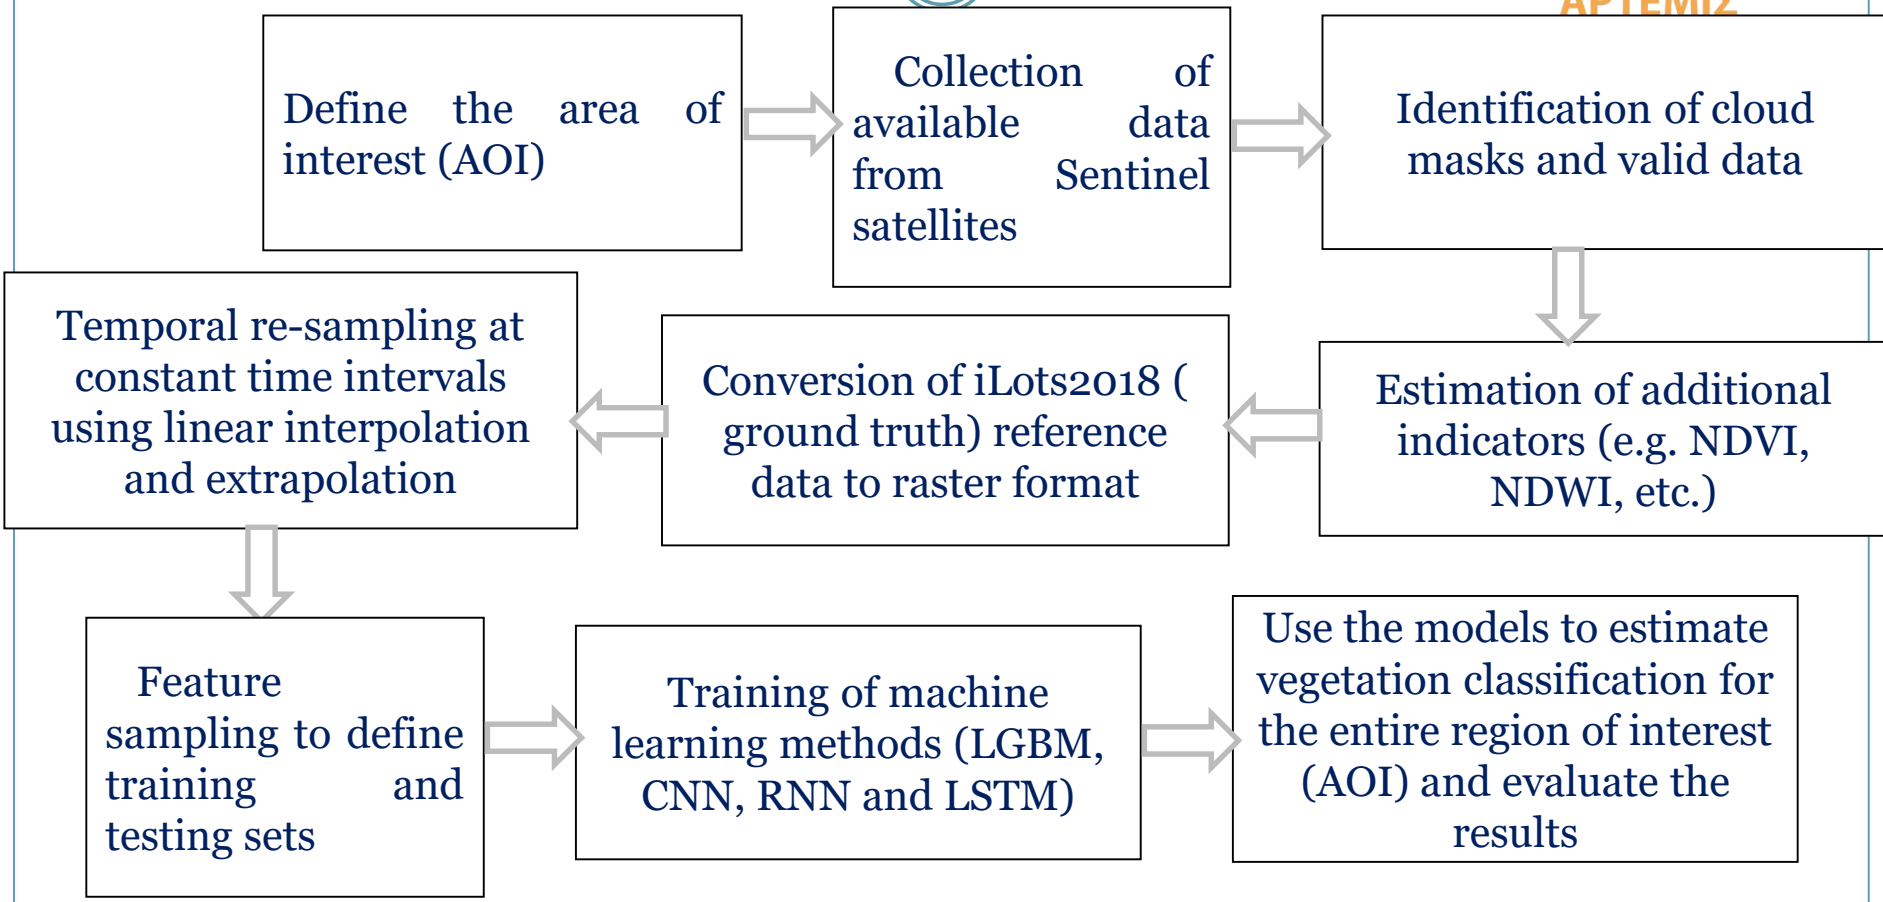 ΑΡΤΕΜΙΣ
Define the area of
interest (AOI)
Collection of
available data
from Sentinel
satellites
Identification of cloud
masks and valid data
Temporal re-sampling at
constant time intervals
using linear interpolation
and extrapolation
Conversion of iLots2018 (
ground truth) reference
data to raster format
Estimation of additional
indicators (e.g. NDVI,
NDWI, etc.)
Feature
sampling to define
training and
testing sets
Training of machine
learning methods (LGBM,
CNN, RNN and LSTM)
Use the models to estimate
vegetation classification for
the entire region of interest
(AOI) and evaluate the
results